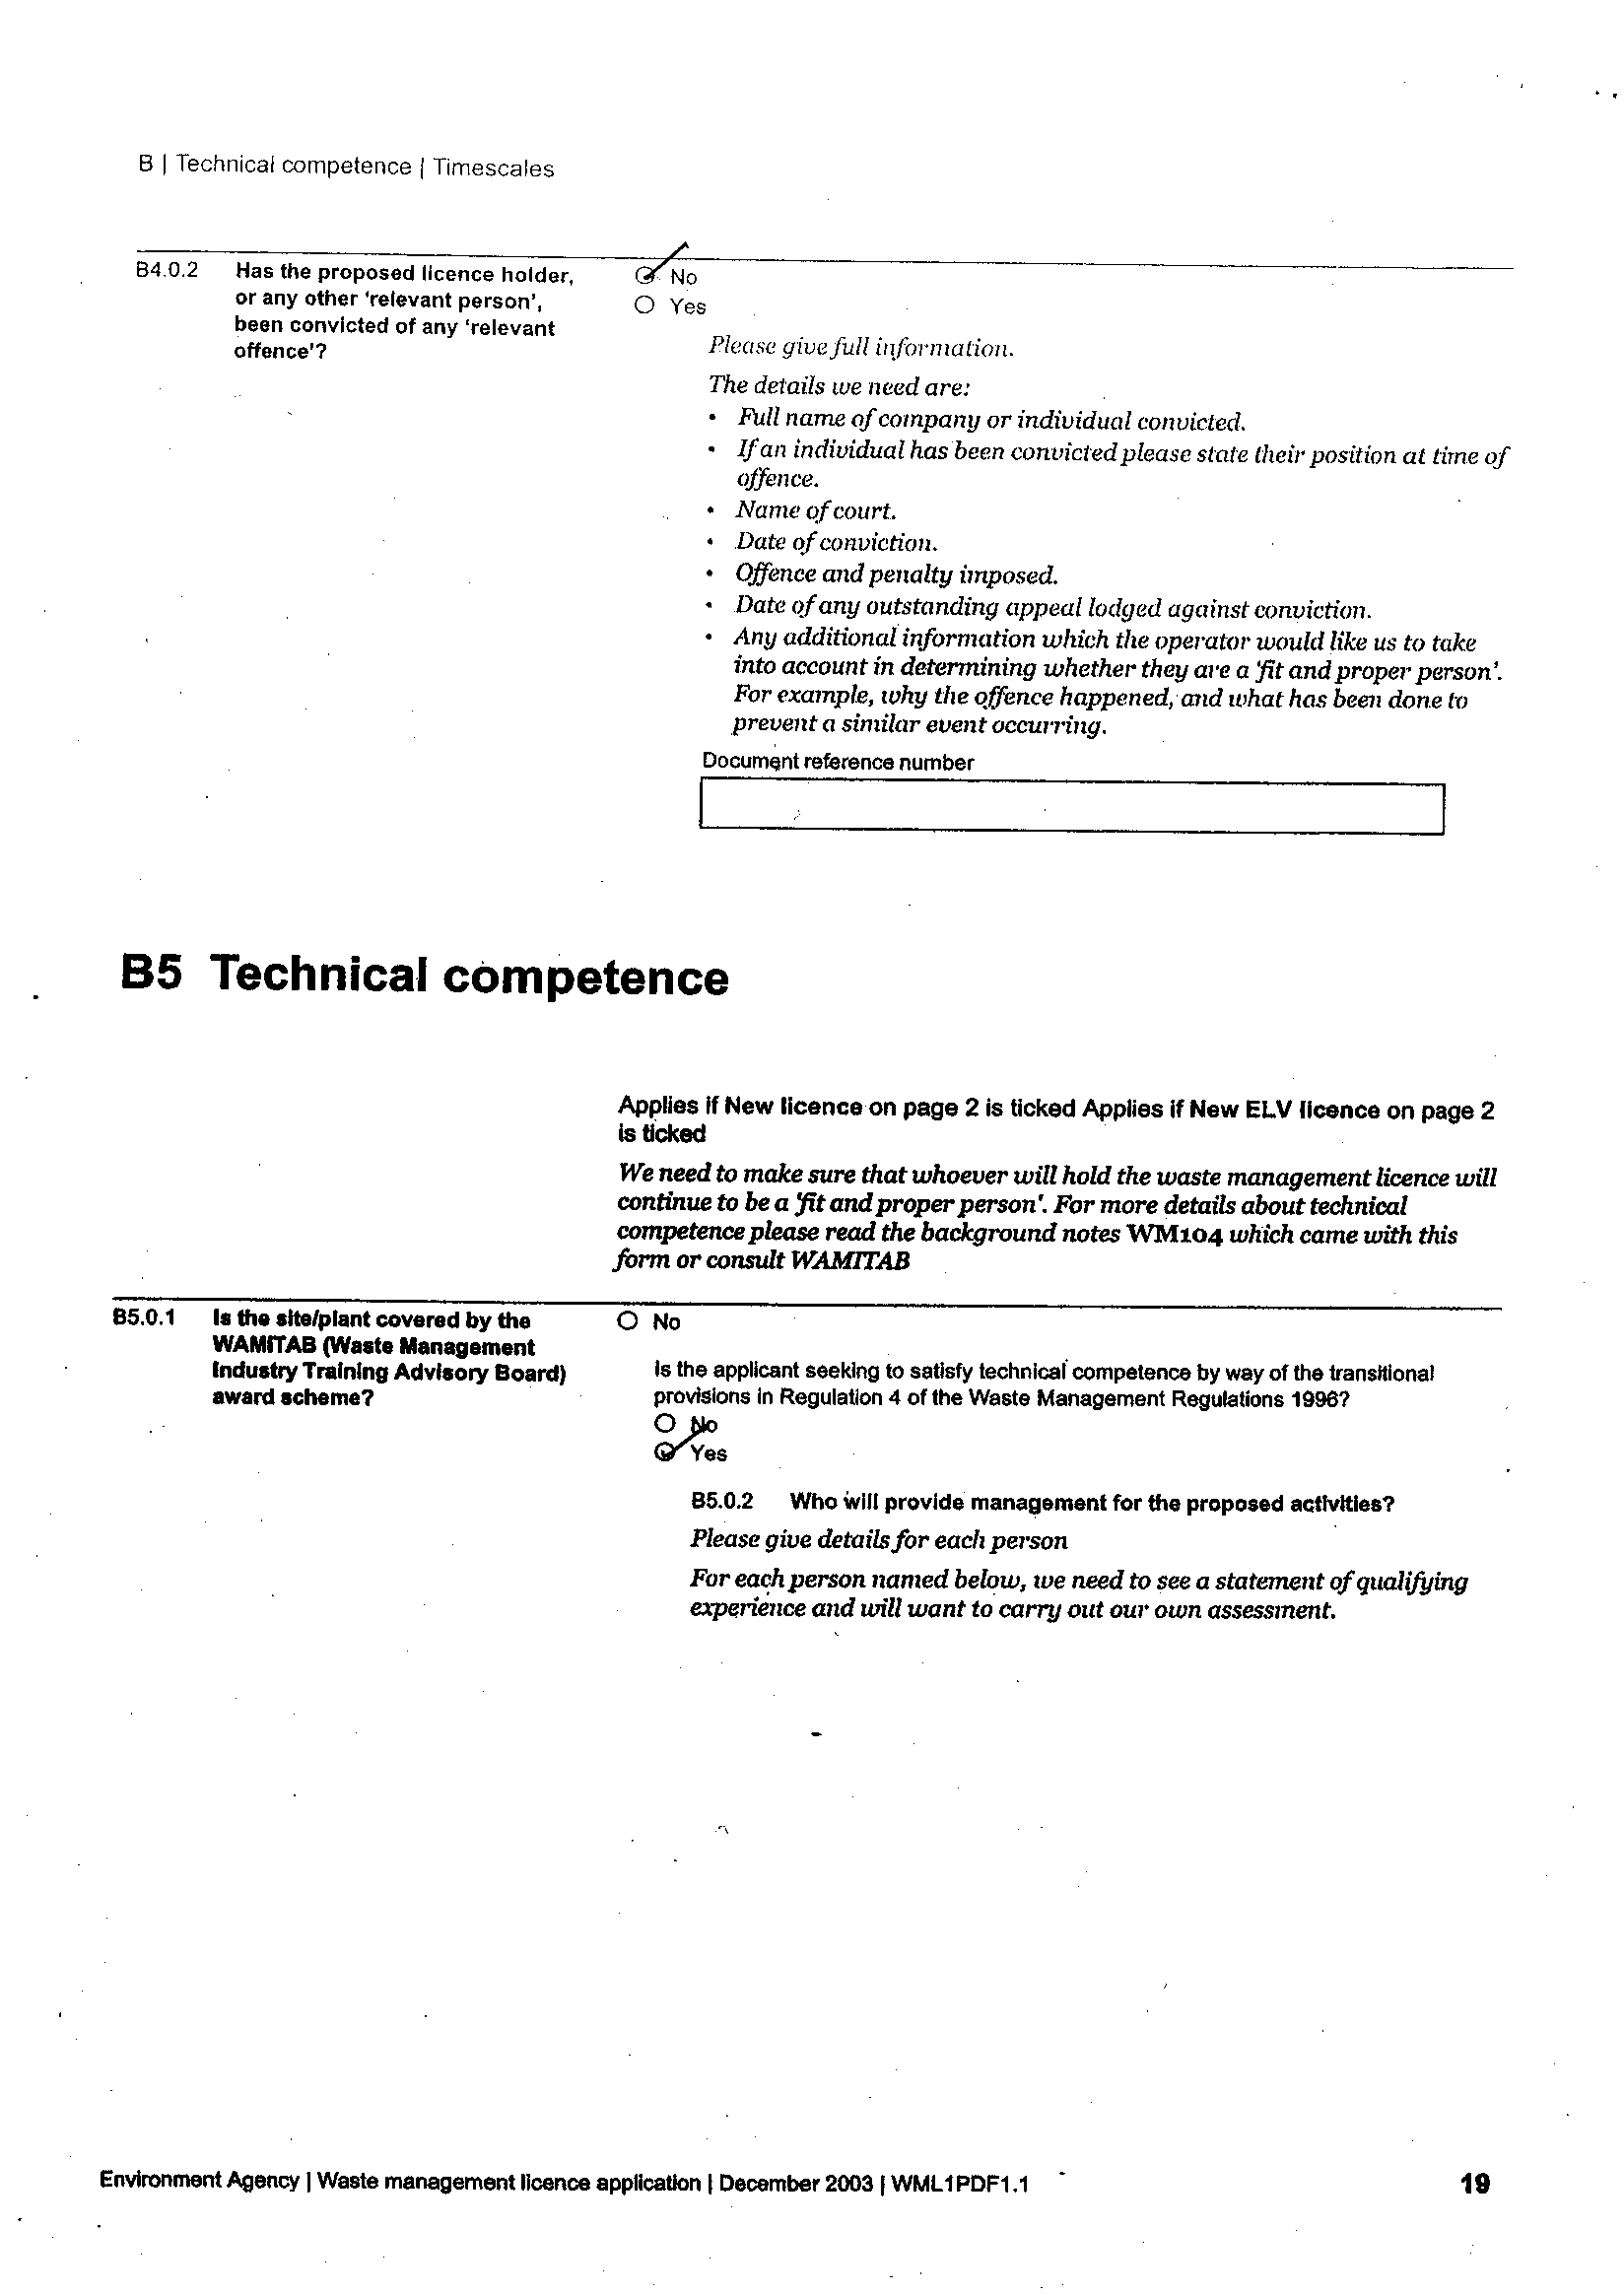 B | Technical competence | Timescales
B4.0.2 Has the proposed licence holder,
or any other 'relevant person',
been convicted of any 'relevant
offence'?
No
Yes
Please give full information.
The details we need are:
• Full name of company or individual convicted.
• If an individual has been convicted please state their position at time of
offence.
• Name of court.
• Date of conviction.
• Offence and penalty imposed.
• Date of any outstanding appeal lodged against conviction.
• Any additional information which the operator would like us to take
into account in determining whether they are a 'fit and proper person'.
For example, why the offence happened, and what has been done to
prevent a similar event occurring.
Document reference number
B5 Technical competence
Applies if New licence on page 2 is ticked Applies if New ELV licence on page 2
is ticked
We need to make sure that whoever will hold the waste management licence will
continue to be a 'fit and proper person'. For more details about technical
competence please read the background notes WM104 which came with this
form or consult WAMITAB
B5.0.1 Is the site/plant covered by the
WAMITAB (Waste Management
Industry Training Advisory Board)
award scheme?
No
Is the applicant seeking to satisfy technical competence by way of the transitional
provisions in Regulation 4 of the Waste Management Regulations 1996?
No
Yes
B5.0.2 Who will provide management for the proposed activities?
Please give details for each person
For each person named below, we need to see a statement of qualifying
experience and will want to carry out our own assessment.
Environment Agency | Waste management licence application | December 2003 | WML1PDF1.1 19